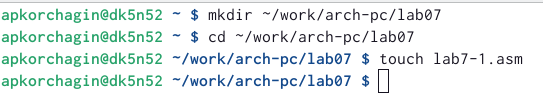 apkorchagin@dk5n52 ~ $ mkdir ~/work/arch-pc/lab07
apkorchagin@dk5n52 ~ $ cd ~/work/arch-pc/lab07
apkorchagin@dk5n52 ~/work/arch-pc/lab07 $ touch lab7-1.asm
apkorchagin@dk5n52 ~/work/arch-pc/lab07 $